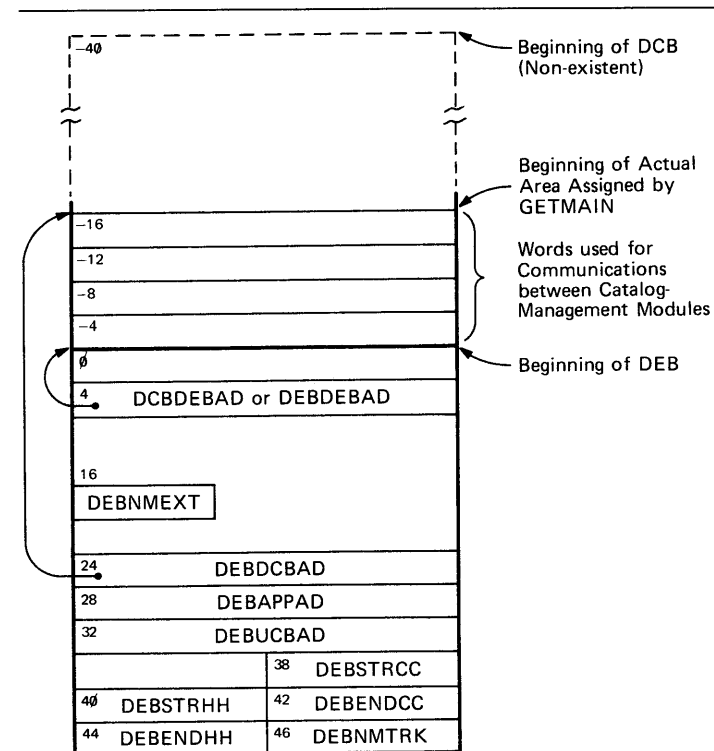 -40
Beginning of DCB
(Non-existent)
Beginning of Actual
Area Assigned by
GETMAIN
-16
-12
-8
-4
Words used for
Communications
between Catalog-
Management Modules
0
Beginning of DEB
4 DCBDEBAD or DEBDEBAD
16
DEBNMEXT
24 DEBDCBAD
28 DEBAPPAD
32 DEBUCBAD
38 DEBSTRCC
40 DEBSTRHH 42 DEBENDCC
44 DEBENDHH 46 DEBNMTRK